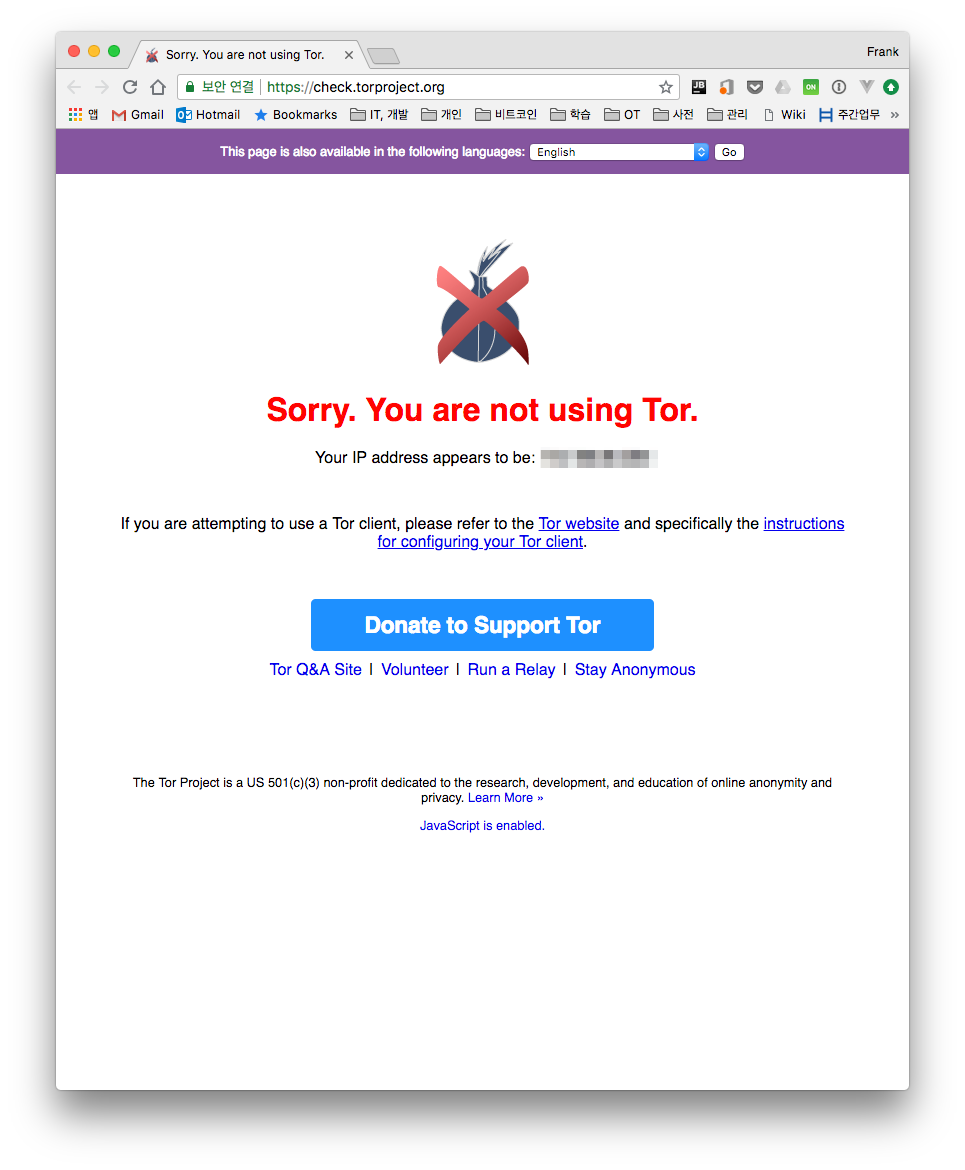 Sorry. You are not using Tor.
Frank
보안 연결 https://check.torproject.org
JB
ON
앱 Gmail Hotmail Bookmarks IT, 개발 개인 비트코인 학습 OT 사전 관리 Wiki 주간업무 »
This page is also available in the following languages: English Go
Sorry. You are not using Tor.
Your IP address appears to be:
If you are attempting to use a Tor client, please refer to the Tor website and specifically the instructions
for configuring your Tor client.
Donate to Support Tor
Tor Q&A Site | Volunteer | Run a Relay | Stay Anonymous
The Tor Project is a US 501(c)(3) non-profit dedicated to the research, development, and education of online anonymity and
privacy. Learn More »
JavaScript is enabled.